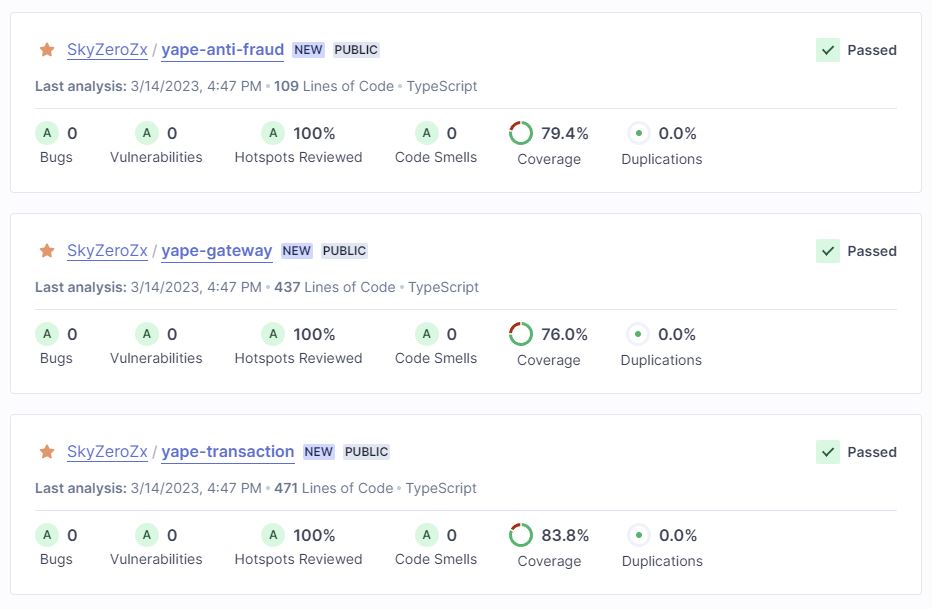 SkyZeroZx / yape-anti-fraud NEW PUBLIC Passed
Last analysis: 3/14/2023, 4:47 PM • 109 Lines of Code • TypeScript
A 0 A 0 A 100% A 0 79.4% 0.0%
Bugs Vulnerabilities Hotspots Reviewed Code Smells Coverage Duplications
SkyZeroZx / yape-gateway NEW PUBLIC Passed
Last analysis: 3/14/2023, 4:47 PM • 437 Lines of Code • TypeScript
A 0 A 0 A 100% A 0 76.0% 0.0%
Bugs Vulnerabilities Hotspots Reviewed Code Smells Coverage Duplications
SkyZeroZx / yape-transaction NEW PUBLIC Passed
Last analysis: 3/14/2023, 4:47 PM • 471 Lines of Code • TypeScript
A 0 A 0 A 100% A 0 83.8% 0.0%
Bugs Vulnerabilities Hotspots Reviewed Code Smells Coverage Duplications